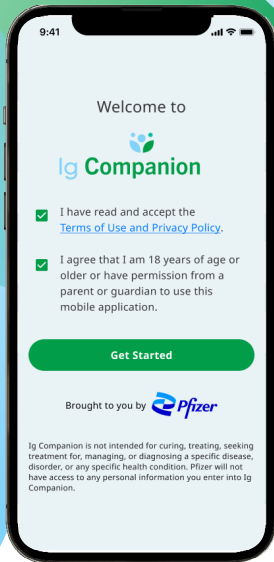 9:41
Welcome to
Ig Companion
I have read and accept the
Terms of Use and Privacy Policy.
I agree that I am 18 years of age or
older or have permission from a
parent or guardian to use this
mobile application.
Get Started
Brought to you by Pfizer
Ig Companion is not intended for curing, treating, seeking
treatment for, managing, or diagnosing a specific disease,
disorder, or any specific health condition. Pfizer will not
have access to any personal information you enter into Ig
Companion.